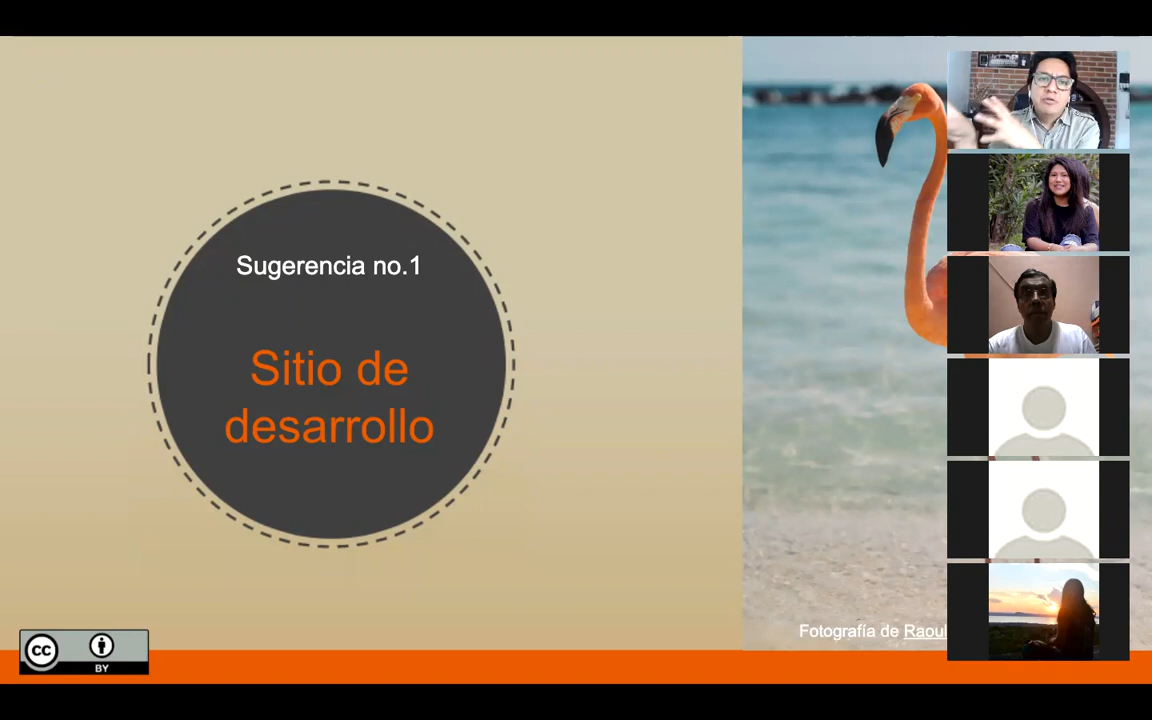 Sugerencia no.1
Sitio de
desarrollo
Fotografía de Raoul
CC
BY